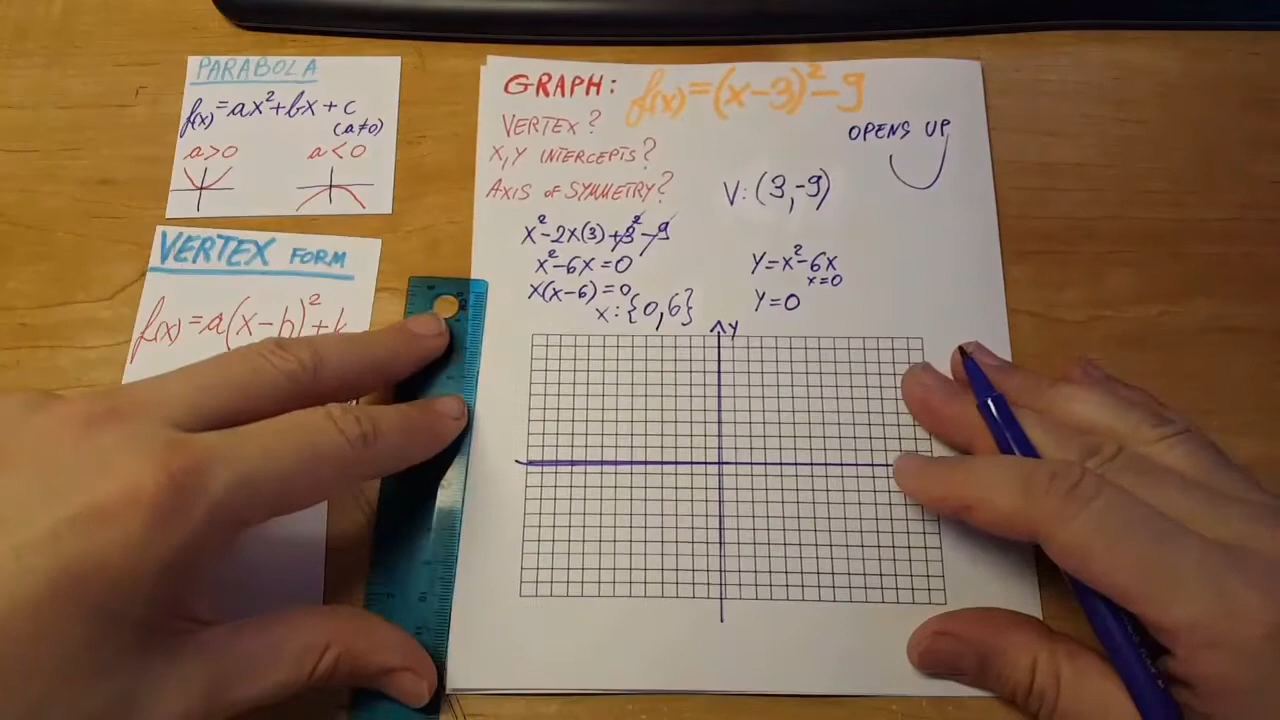 PARABOLA
f(x)=ax²+bx+c
(a≠0)
a>0
a<0
VERTEX FORM
f(x)=a(x-h)²+k
GRAPH: f(x)=(x-3)²-9
VERTEX?
X,Y INTERCEPTS?
AXIS OF SYMMETRY?
OPENS UP
V: (3,-9)
x²-2x(3)+3²-9
x²-6x=0
x(x-6)=0
x: {0,6}
Y=x²-6x
x=0
Y=0
Y